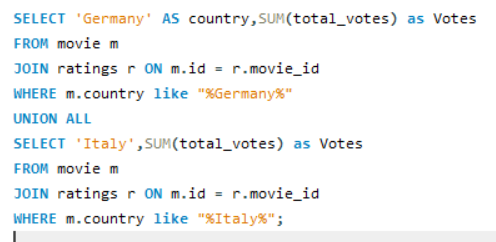 SELECT 'Germany' AS country,SUM(total_votes) as Votes
FROM movie m
JOIN ratings r ON m.id = r.movie_id
WHERE m.country like "%Germany%"
UNION ALL
SELECT 'Italy',SUM(total_votes) as Votes
FROM movie m
JOIN ratings r ON m.id = r.movie_id
WHERE m.country like "%Italy%";